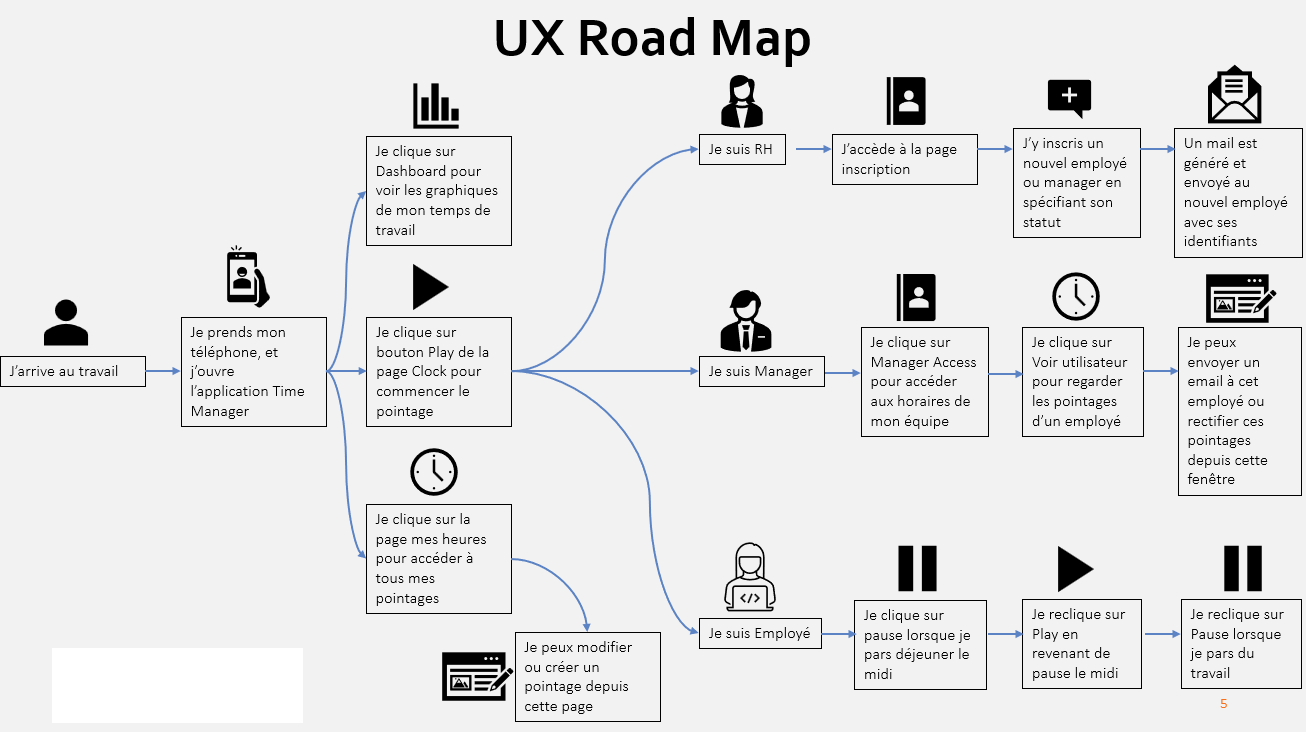 UX Road Map
J'arrive au travail
Je prends mon
téléphone, et
j'ouvre
l'application Time
Manager
Je clique sur
Dashboard pour
voir les graphiques
de mon temps de
travail
Je clique sur
bouton Play de la
page Clock pour
commencer le
pointage
Je clique sur la
page mes heures
pour accéder à
tous mes
pointages
Je peux modifier
ou créer un
pointage depuis
cette page
Je suis RH
J'accède à la page
inscription
J'y inscris un
nouvel employé
ou manager en
spécifiant son
statut
Un mail est
généré et
envoyé au
nouvel employé
avec ses
identifiants
Je suis Manager
Je clique sur
Manager Access
pour accéder
aux horaires de
mon équipe
Je clique sur
Voir utilisateur
pour regarder
les pointages
d'un employé
Je peux
envoyer un
email à cet
employé ou
rectifier ces
pointages
depuis cette
fenêtre
Je suis Employé
Je clique sur
pause lorsque je
pars déjeuner le
midi
Je reclique sur
Play en
revenant de
pause le midi
Je reclique sur
Pause lorsque
je pars du
travail
5